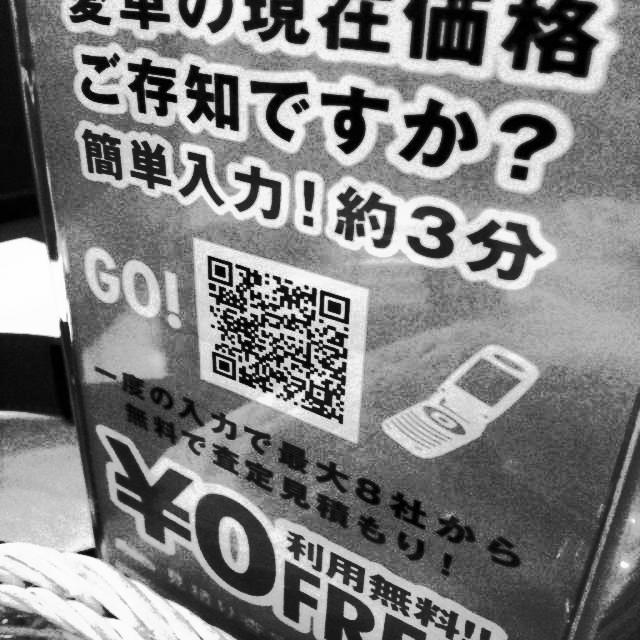 愛車の現在価格
ご存知ですか?
簡単入力!約3分
GO!
一度の入力で最大8社から
無料で査定見積もり!
¥0
利用無料!!
FREE